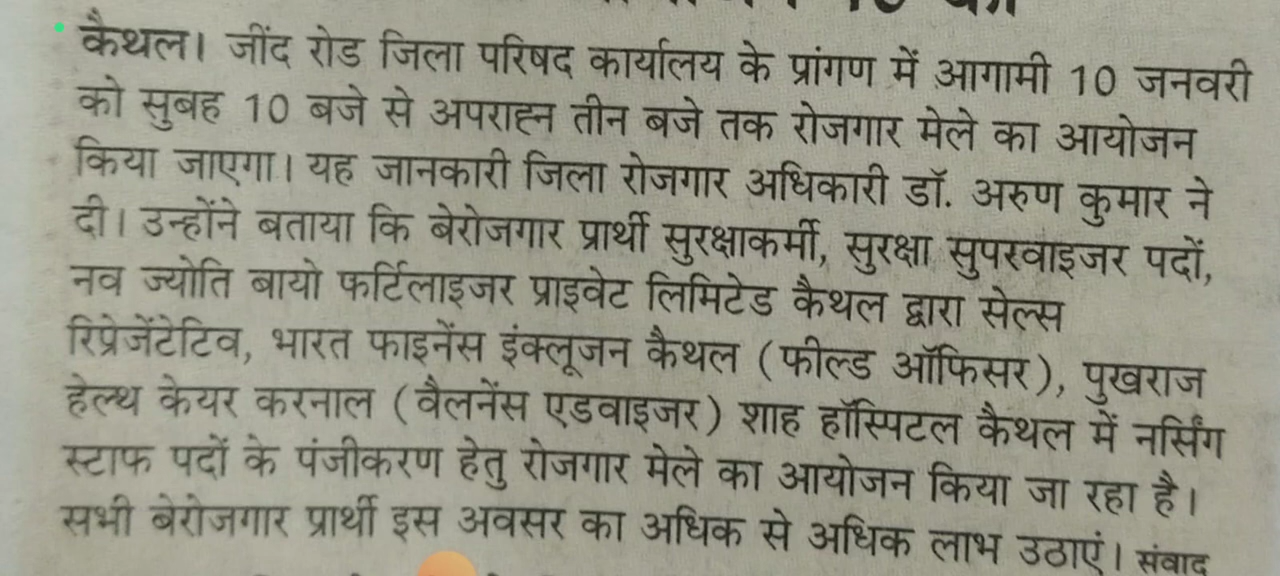 कैथल। जींद रोड जिला परिषद कार्यालय के प्रांगण में आगामी 10 जनवरी
को सुबह 10 बजे से अपराह्न तीन बजे तक रोजगार मेले का आयोजन
किया जाएगा। यह जानकारी जिला रोजगार अधिकारी डॉ. अरुण कुमार ने
दी। उन्होंने बताया कि बेरोजगार प्रार्थी सुरक्षाकर्मी, सुरक्षा सुपरवाइजर पदों,
नव ज्योति बायो फर्टिलाइजर प्राइवेट लिमिटेड कैथल द्वारा सेल्स
रिप्रेजेंटेटिव, भारत फाइनेंस इंक्लूजन कैथल (फील्ड ऑफिसर), पुखराज
हेल्थ केयर करनाल (वैलनेंस एडवाइजर) शाह हॉस्पिटल कैथल में नर्सिंग
स्टाफ पदों के पंजीकरण हेतु रोजगार मेले का आयोजन किया जा रहा है।
सभी बेरोजगार प्रार्थी इस अवसर का अधिक से अधिक लाभ उठाएं। संवाद